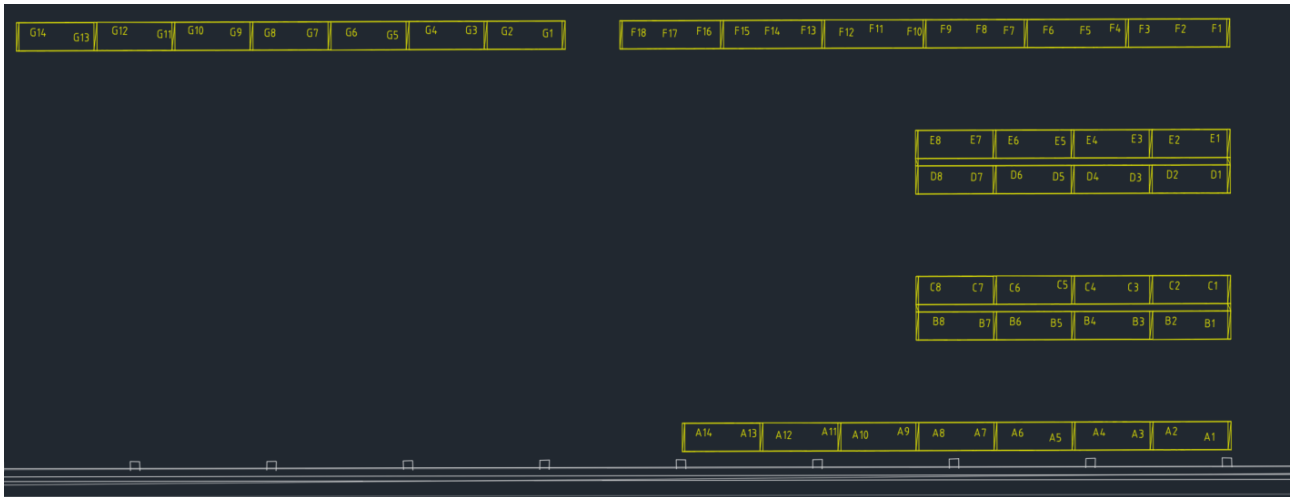 G14 G13 G12 G11 G10 G9 G8 G7 G6 G5 G4 G3 G2 G1 F18 F17 F16 F15 F14 F13 F12 F11 F10 F9 F8 F7 F6 F5 F4 F3 F2 F1
E8 E7 E6 E5 E4 E3 E2 E1
D8 D7 D6 D5 D4 D3 D2 D1
C8 C7 C6 C5 C4 C3 C2 C1
B8 B7 B6 B5 B4 B3 B2 B1
A14 A13 A12 A11 A10 A9 A8 A7 A6 A5 A4 A3 A2 A1